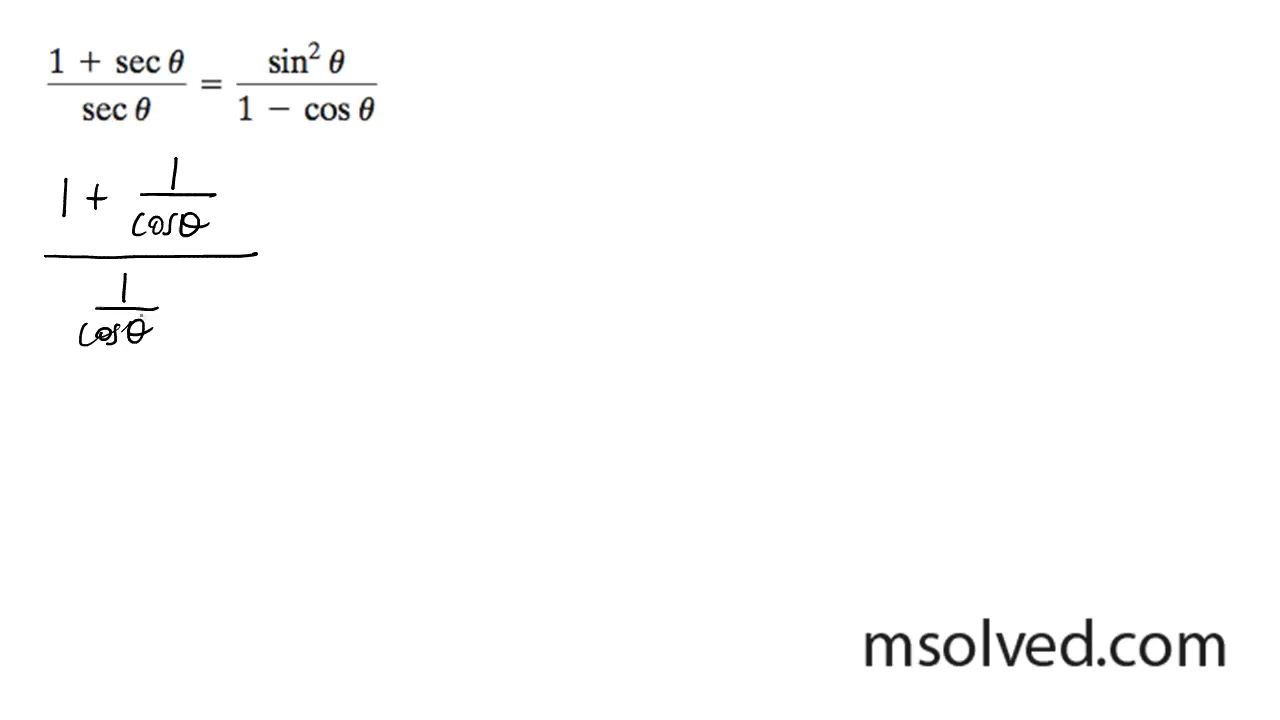 1 + sec θ / sec θ = sin² θ / 1 − cos θ
1 + 1 / cosθ
1 / cosθ
msolved.com